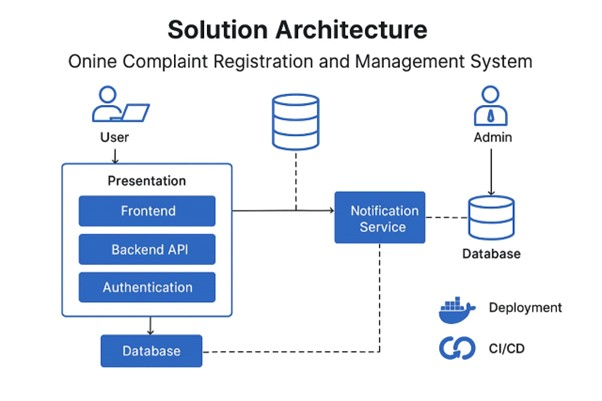 Solution Architecture
Onine Complaint Registration and Management System
User
Admin
Presentation
Frontend
Backend API
Authentication
Notification
Service
Database
Database
Deployment
CI/CD